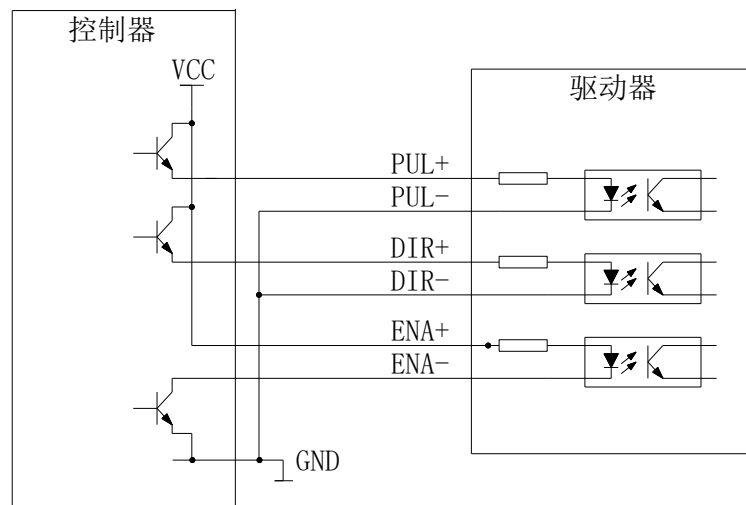 控制器
VCC
驱动器
PUL+
PUL-
DIR+
DIR-
ENA+
ENA-
GND